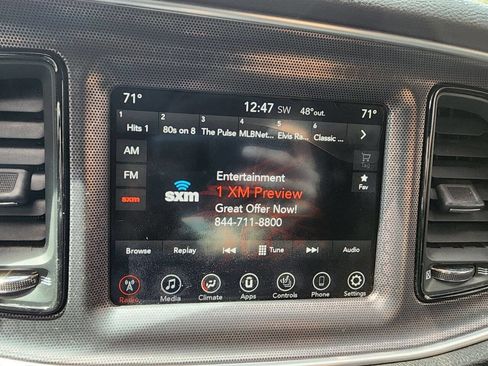 71°
12:47 SW 48°out.
71°
1 2 3 4 5 6
Hits 1 80s on 8 The Pulse MLBNet... Elvis Ra... Classic ...
AM
FM
sxm
sxm
Entertainment
1 XM Preview
Great Offer Now!
844-711-8800
Tag
Fav
Browse Replay Tune Audio
Radio Media Climate Apps Controls Phone Settings